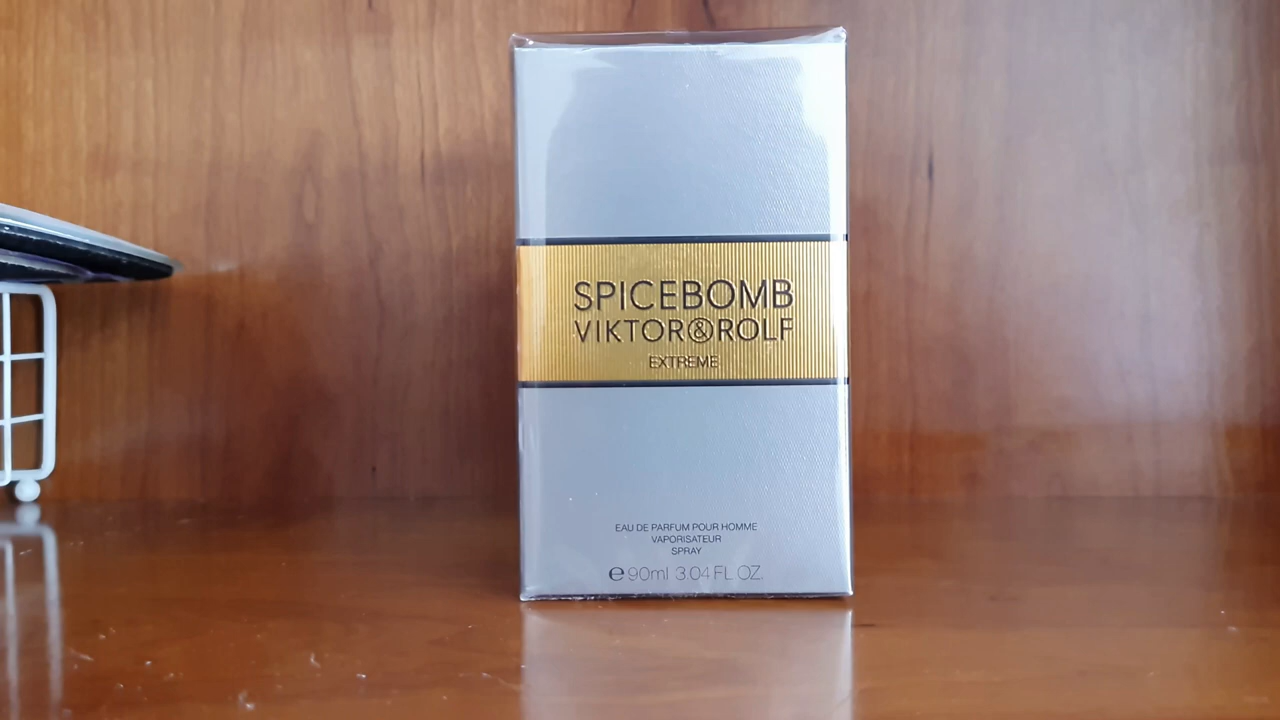 SPICEBOMB
VIKTOR&ROLF
EXTREME
EAU DE PARFUM POUR HOMME
VAPORISATEUR
SPRAY
℮ 90ml 3.04 FL. OZ.